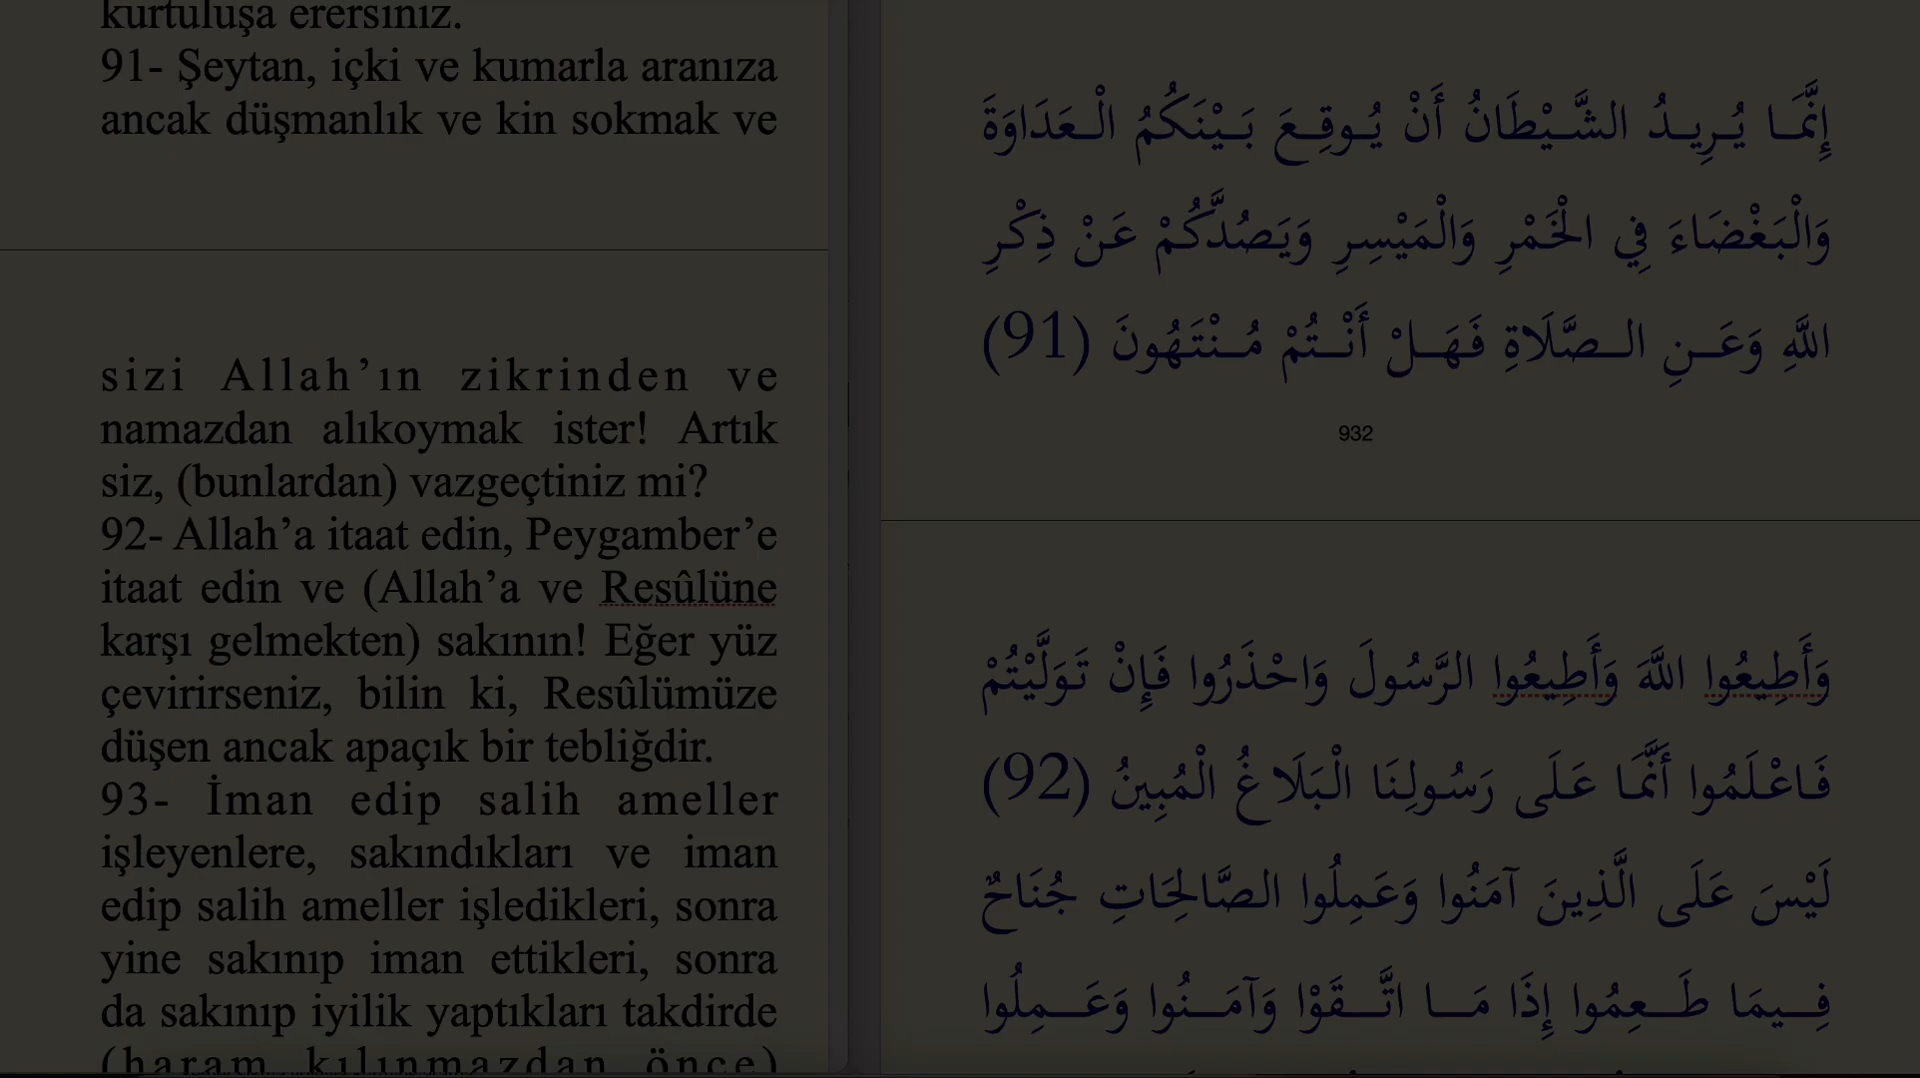 kurtuluşa erersiniz.
91- Şeytan, içki ve kumarla aranıza
ancak düşmanlık ve kin sokmak ve
sizi Allah’ın zikrinden ve
namazdan alıkoymak ister! Artık
siz, (bunlardan) vazgeçtiniz mi?
92- Allah’a itaat edin, Peygamber’e
itaat edin ve (Allah’a ve Resûlüne
karşı gelmekten) sakının! Eğer yüz
çevirirseniz, bilin ki, Resûlümüze
düşen ancak apaçık bir tebliğdir.
93- İman edip salih ameller
işleyenlere, sakındıkları ve iman
edip salih ameller işledikleri, sonra
yine sakınıp iman ettikleri, sonra
da sakınıp iyilik yaptıkları takdirde
(haram kılınmazdan önce)
إِنَّمَا يُرِيدُ الشَّيْطَانُ أَنْ يُوقِعَ بَيْنَكُمُ الْعَدَاوَةَ
وَالْبَغْضَاءَ فِي الْخَمْرِ وَالْمَيْسِرِ وَيَصُدَّكُمْ عَنْ ذِكْرِ
اللَّهِ وَعَنِ الصَّلَاةِ فَهَلْ أَنْتُمْ مُنْتَهُونَ (91)
932
وَأَطِيعُوا اللَّهَ وَأَطِيعُوا الرَّسُولَ وَاحْذَرُوا فَإِنْ تَوَلَّيْتُمْ
فَاعْلَمُوا أَنَّمَا عَلَى رَسُولِنَا الْبَلَاغُ الْمُبِينُ (92)
لَيْسَ عَلَى الَّذِينَ آمَنُوا وَعَمِلُوا الصَّالِحَاتِ جُنَاحٌ
فِيمَا طَعِمُوا إِذَا مَا اتَّقَوْا وَآمَنُوا وَعَمِلُوا